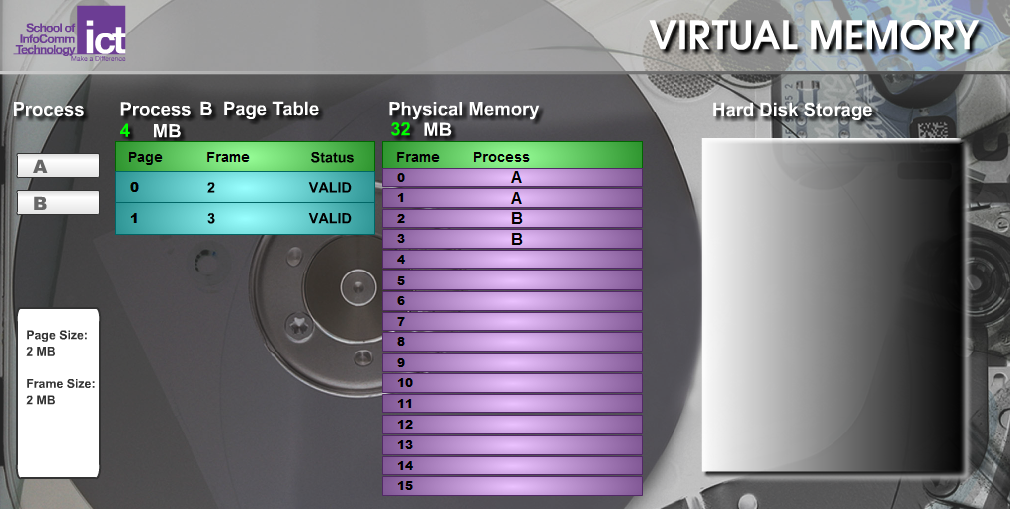 School of
InfoComm
Technology
ict
Make a Difference
VIRTUAL MEMORY
Process
A
B
Page Size:
2 MB
Frame Size:
2 MB
Process B Page Table
4 MB
Page Frame Status
0 2 VALID
1 3 VALID
Physical Memory
32 MB
Frame Process
0 A
1 A
2 B
3 B
4
5
6
7
8
9
10
11
12
13
14
15
Hard Disk Storage